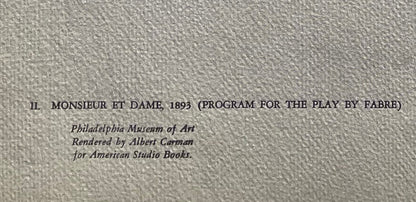 II. MONSIEUR ET DAME, 1893 (PROGRAM FOR THE PLAY BY FABRE)
Philadelphia Museum of Art
Rendered by Albert Carman
for American Studio Books.